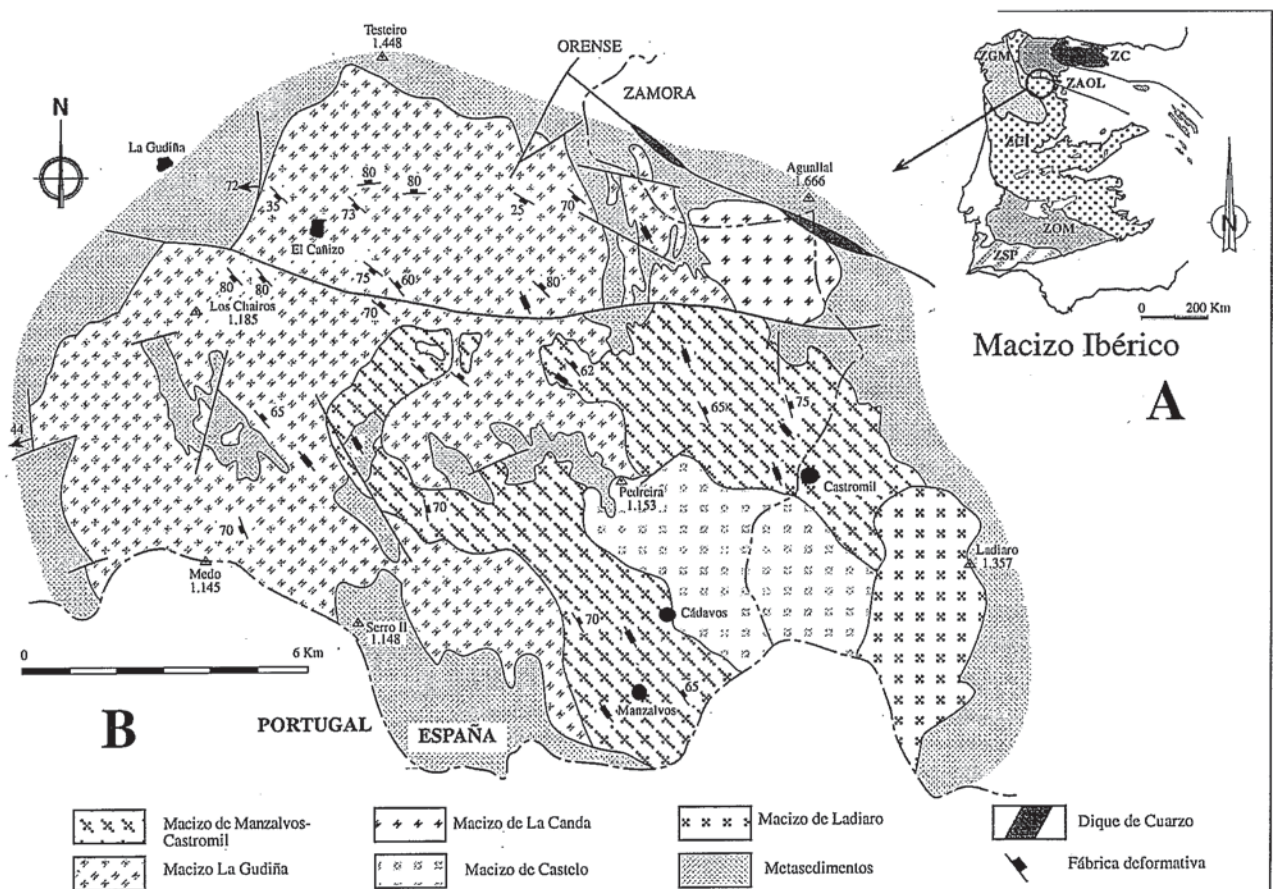 Testeiro
1.448
ORENSE
ZAMORA
N
La Gudiña
72
35
80
80
73
25
70
El Cañizo
Aguallal
1.666
80
80
Los Chairos
1.185
75
60
70
80
62
65
75
65
44
Castromil
Pedreira
1.153
70
70
Medo
1.145
Ladiaro
1.357
Cádavos
Serro II
1.148
70
65
Manzalvos
0
6 Km
B
PORTUGAL
ESPAÑA
ZGM
ZC
ZAOL
ZCI
ZOM
ZSP
N
0
200 Km
Macizo Ibérico
A
Macizo de Manzalvos-
Castromil
Macizo de La Canda
Macizo de Ladiaro
Dique de Cuarzo
Macizo La Gudiña
Macizo de Castelo
Metasedimentos
Fábrica deformativa